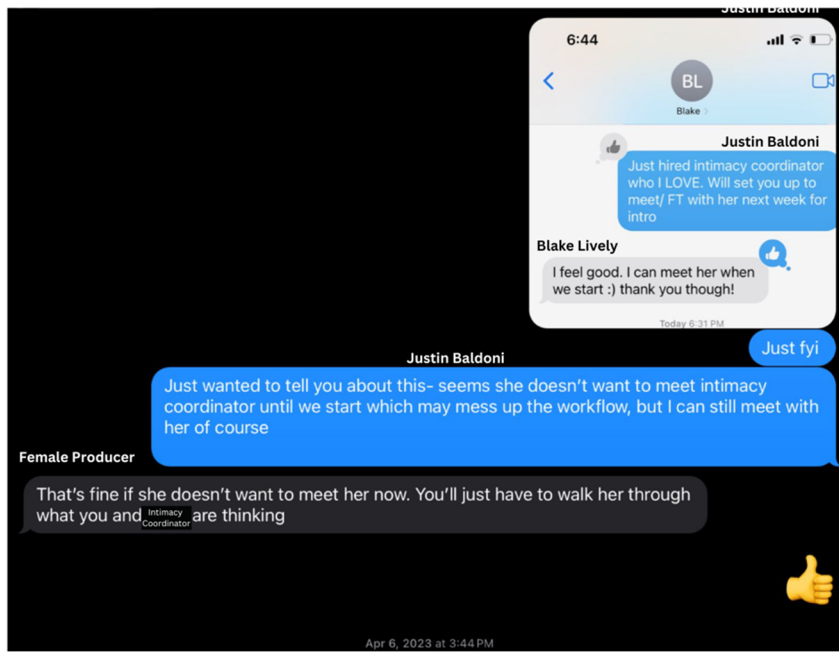 Justin Baldoni
6:44
BL
Blake
Justin Baldoni
Just hired intimacy coordinator
who I LOVE. Will set you up to
meet/ FT with her next week for
intro
Blake Lively
I feel good. I can meet her when
we start :) thank you though!
Today 6:31 PM
Just fyi
Justin Baldoni
Just wanted to tell you about this- seems she doesn't want to meet intimacy
coordinator until we start which may mess up the workflow, but I can still meet with
her of course
Female Producer
That's fine if she doesn't want to meet her now. You'll just have to walk her through
what you and Intimacy Coordinator are thinking
Apr 6, 2023 at 3:44 PM